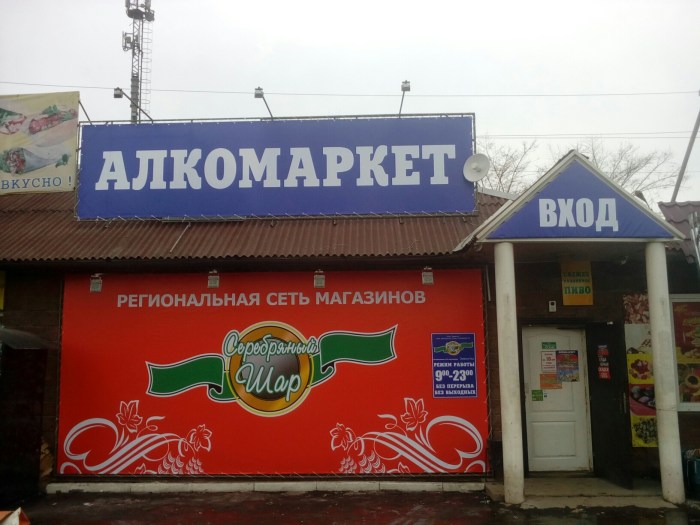 ВКУСНО !
АЛКОМАРКЕТ
ВХОД
РЕГИОНАЛЬНАЯ СЕТЬ МАГАЗИНОВ
Серебряный
Шар
РЕЖИМ РАБОТЫ
9⁰⁰-23⁰⁰
БЕЗ ПЕРЕРЫВА
БЕЗ ВЫХОДНЫХ
ПИВО